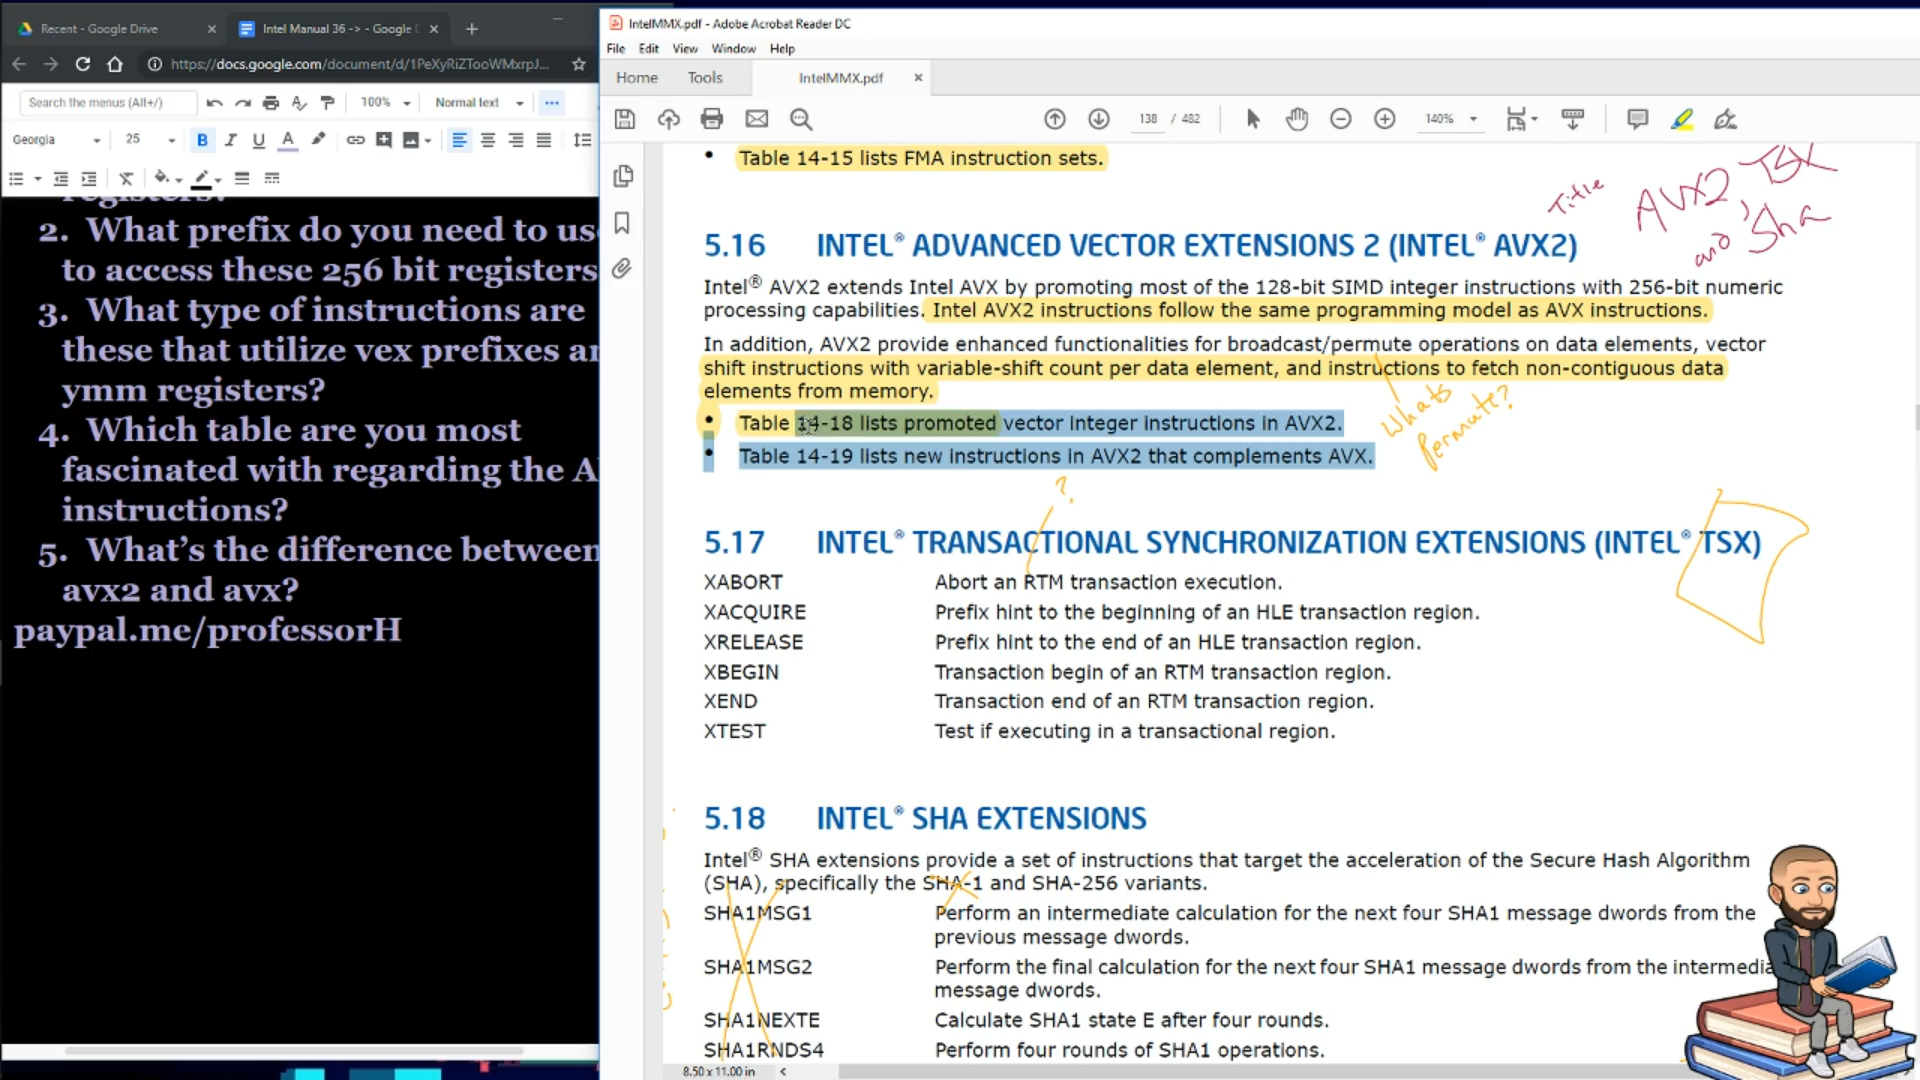 Recent - Google Drive
Intel Manual 36 -> - Google D
https://docs.google.com/document/d/1PeXyRiZTooWMxrpJ...
Search the menus (Alt+/)
100%
Normal text
Georgia
25
B I U A
registers?
2. What prefix do you need to us
to access these 256 bit registers
3. What type of instructions are
these that utilize vex prefixes a
ymm registers?
4. Which table are you most
fascinated with regarding the A
instructions?
5. What's the difference between
avx2 and avx?
paypal.me/professorH
IntelMMX.pdf - Adobe Acrobat Reader DC
File Edit View Window Help
Home Tools IntelMMX.pdf
138 / 482
140%
• Table 14-15 lists FMA instruction sets.
Title AVX2, TSX
and Sha
5.16 INTEL® ADVANCED VECTOR EXTENSIONS 2 (INTEL® AVX2)
Intel® AVX2 extends Intel AVX by promoting most of the 128-bit SIMD integer instructions with 256-bit numeric
processing capabilities. Intel AVX2 instructions follow the same programming model as AVX instructions.
In addition, AVX2 provide enhanced functionalities for broadcast/permute operations on data elements, vector
shift instructions with variable-shift count per data element, and instructions to fetch non-contiguous data
elements from memory.
• Table 14-18 lists promoted vector integer instructions in AVX2.
• Table 14-19 lists new instructions in AVX2 that complements AVX.
Whats
Permute?
?
5.17 INTEL® TRANSACTIONAL SYNCHRONIZATION EXTENSIONS (INTEL® TSX)
XABORT Abort an RTM transaction execution.
XACQUIRE Prefix hint to the beginning of an HLE transaction region.
XRELEASE Prefix hint to the end of an HLE transaction region.
XBEGIN Transaction begin of an RTM transaction region.
XEND Transaction end of an RTM transaction region.
XTEST Test if executing in a transactional region.
5.18 INTEL® SHA EXTENSIONS
Intel® SHA extensions provide a set of instructions that target the acceleration of the Secure Hash Algorithm
(SHA), specifically the SHA-1 and SHA-256 variants.
SHA1MSG1 Perform an intermediate calculation for the next four SHA1 message dwords from the
previous message dwords.
SHA1MSG2 Perform the final calculation for the next four SHA1 message dwords from the intermedia
message dwords.
SHA1NEXTE Calculate SHA1 state E after four rounds.
SHA1RNDS4 Perform four rounds of SHA1 operations.
8.50 x 11.00 in